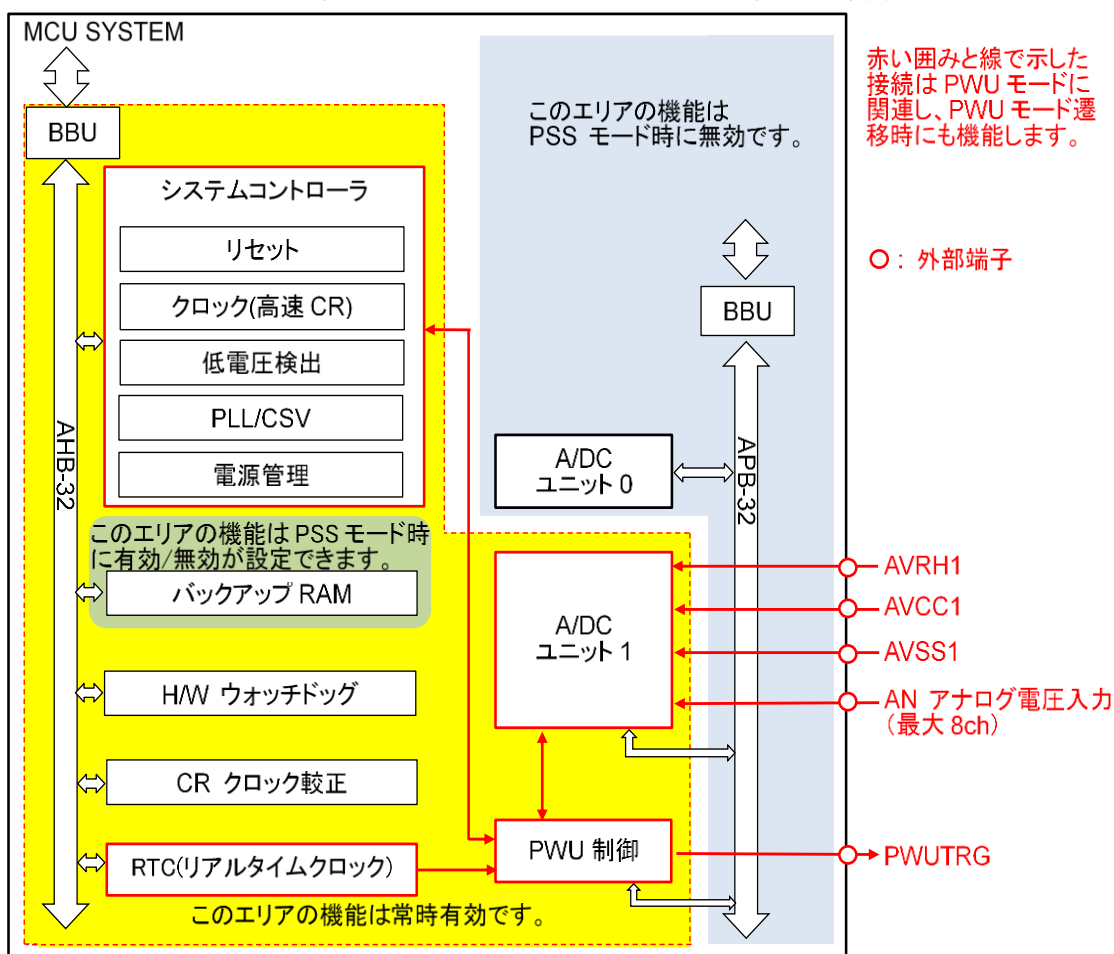 MCU SYSTEM
BBU
システムコントローラ
リセット
クロック(高速 CR)
低電圧検出
PLL/CSV
電源管理
AHB-32
このエリアの機能は PSS モード時
に有効/無効が設定できます。
バックアップ RAM
H/W ウォッチドッグ
CR クロック較正
RTC(リアルタイムクロック)
このエリアの機能は常時有効です。
このエリアの機能は
PSS モード時に無効です。
BBU
A/DC
ユニット 0
APB-32
A/DC
ユニット 1
PWU 制御
赤い囲みと線で示した
接続は PWU モードに
関連し、PWU モード遷
移時にも機能します。
○ : 外部端子
AVRH1
AVCC1
AVSS1
AN アナログ電圧入力
(最大 8ch)
PWUTRG